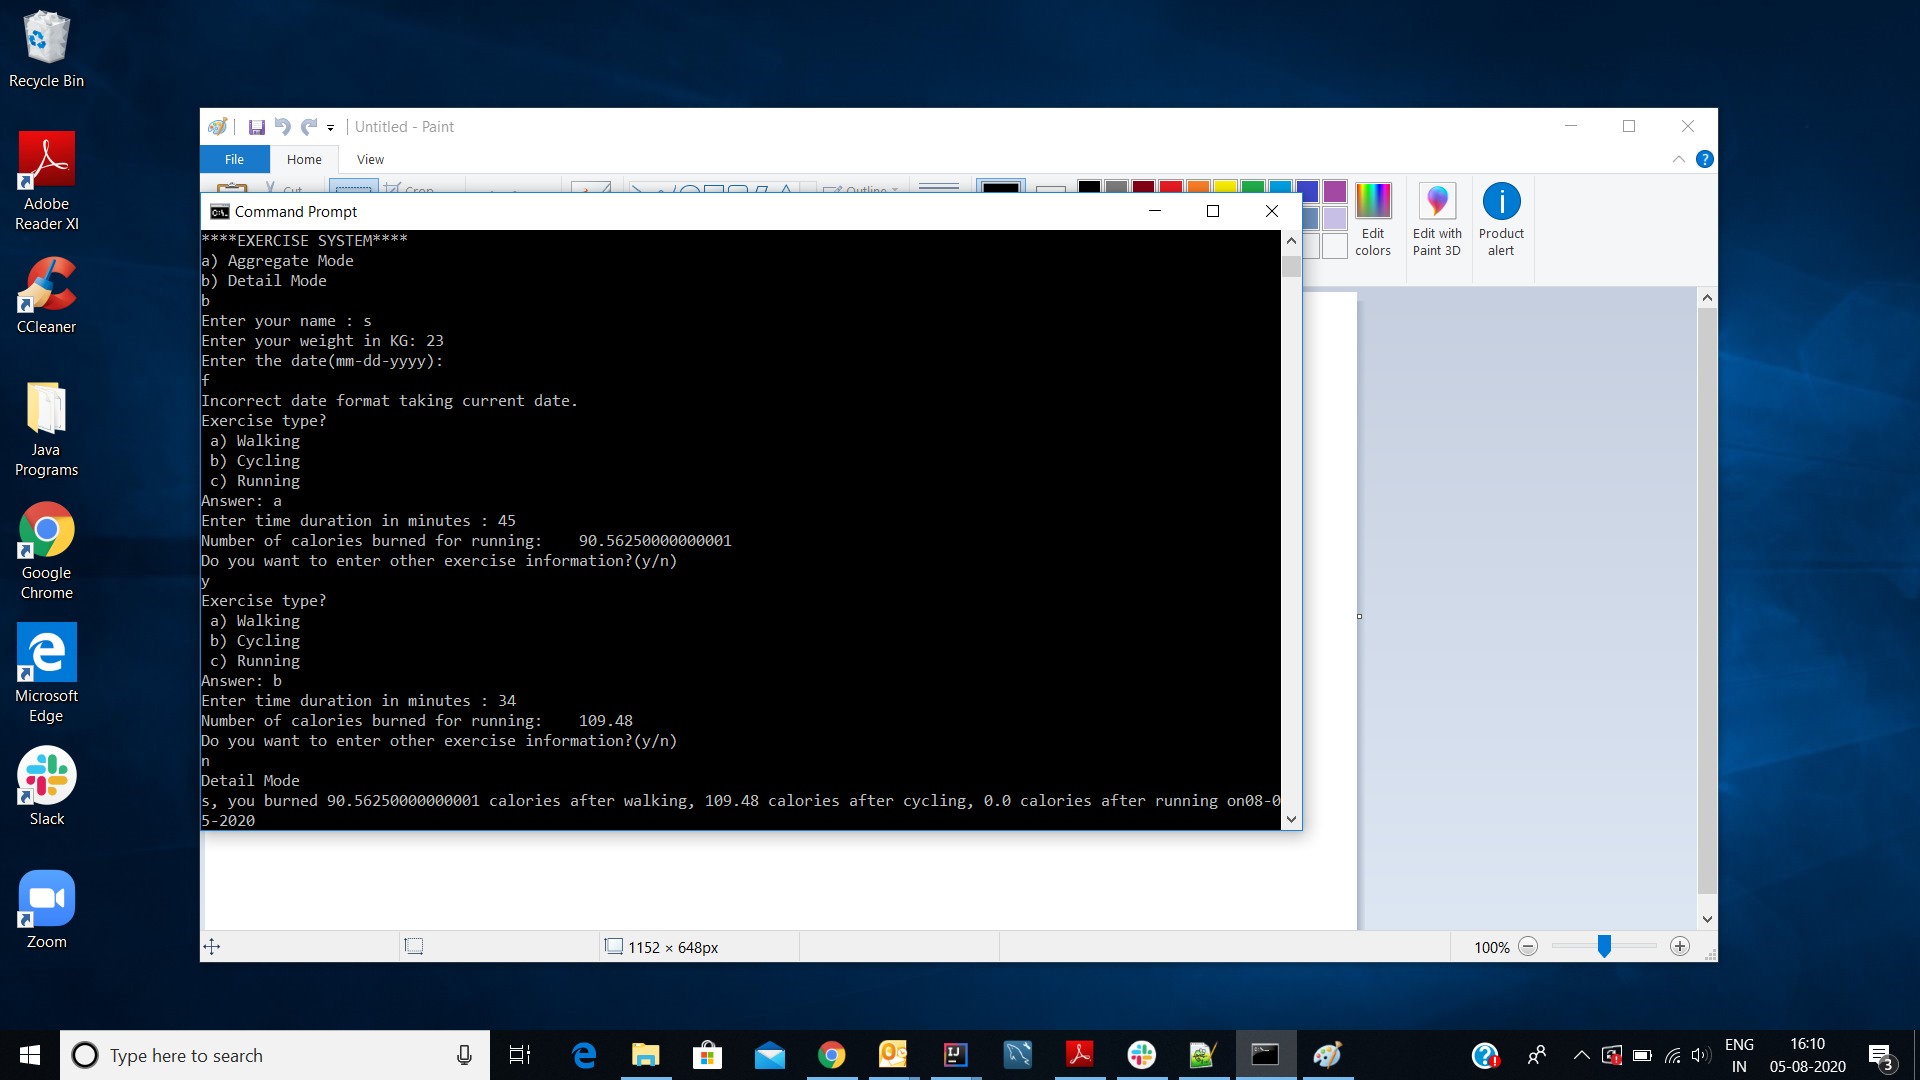 Recycle Bin
Adobe
Reader XI
CCleaner
Java
Programs
Google
Chrome
Microsoft
Edge
Slack
Zoom
Untitled - Paint
File Home View
Cut Crop Outline
Edit
colors
Edit with
Paint 3D
Product
alert
Command Prompt
****EXERCISE SYSTEM****
a) Aggregate Mode
b) Detail Mode
b
Enter your name : s
Enter your weight in KG: 23
Enter the date(mm-dd-yyyy):
f
Incorrect date format taking current date.
Exercise type?
a) Walking
b) Cycling
c) Running
Answer: a
Enter time duration in minutes : 45
Number of calories burned for running:    90.56250000000001
Do you want to enter other exercise information?(y/n)
y
Exercise type?
a) Walking
b) Cycling
c) Running
Answer: b
Enter time duration in minutes : 34
Number of calories burned for running:    109.48
Do you want to enter other exercise information?(y/n)
n
Detail Mode
s, you burned 90.56250000000001 calories after walking, 109.48 calories after cycling, 0.0 calories after running on08-0
5-2020
1152 × 648px
100%
Type here to search
ENG
IN
16:10
05-08-2020
3